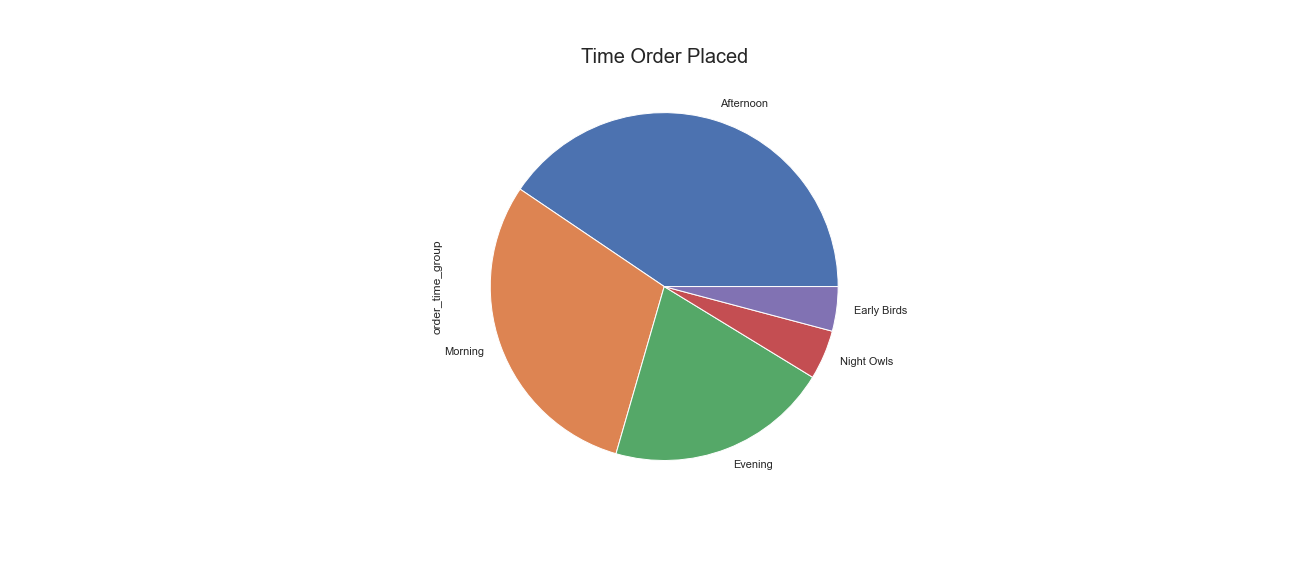 Time Order Placed
Afternoon
order_time_group
Early Birds
Morning
Night Owls
Evening